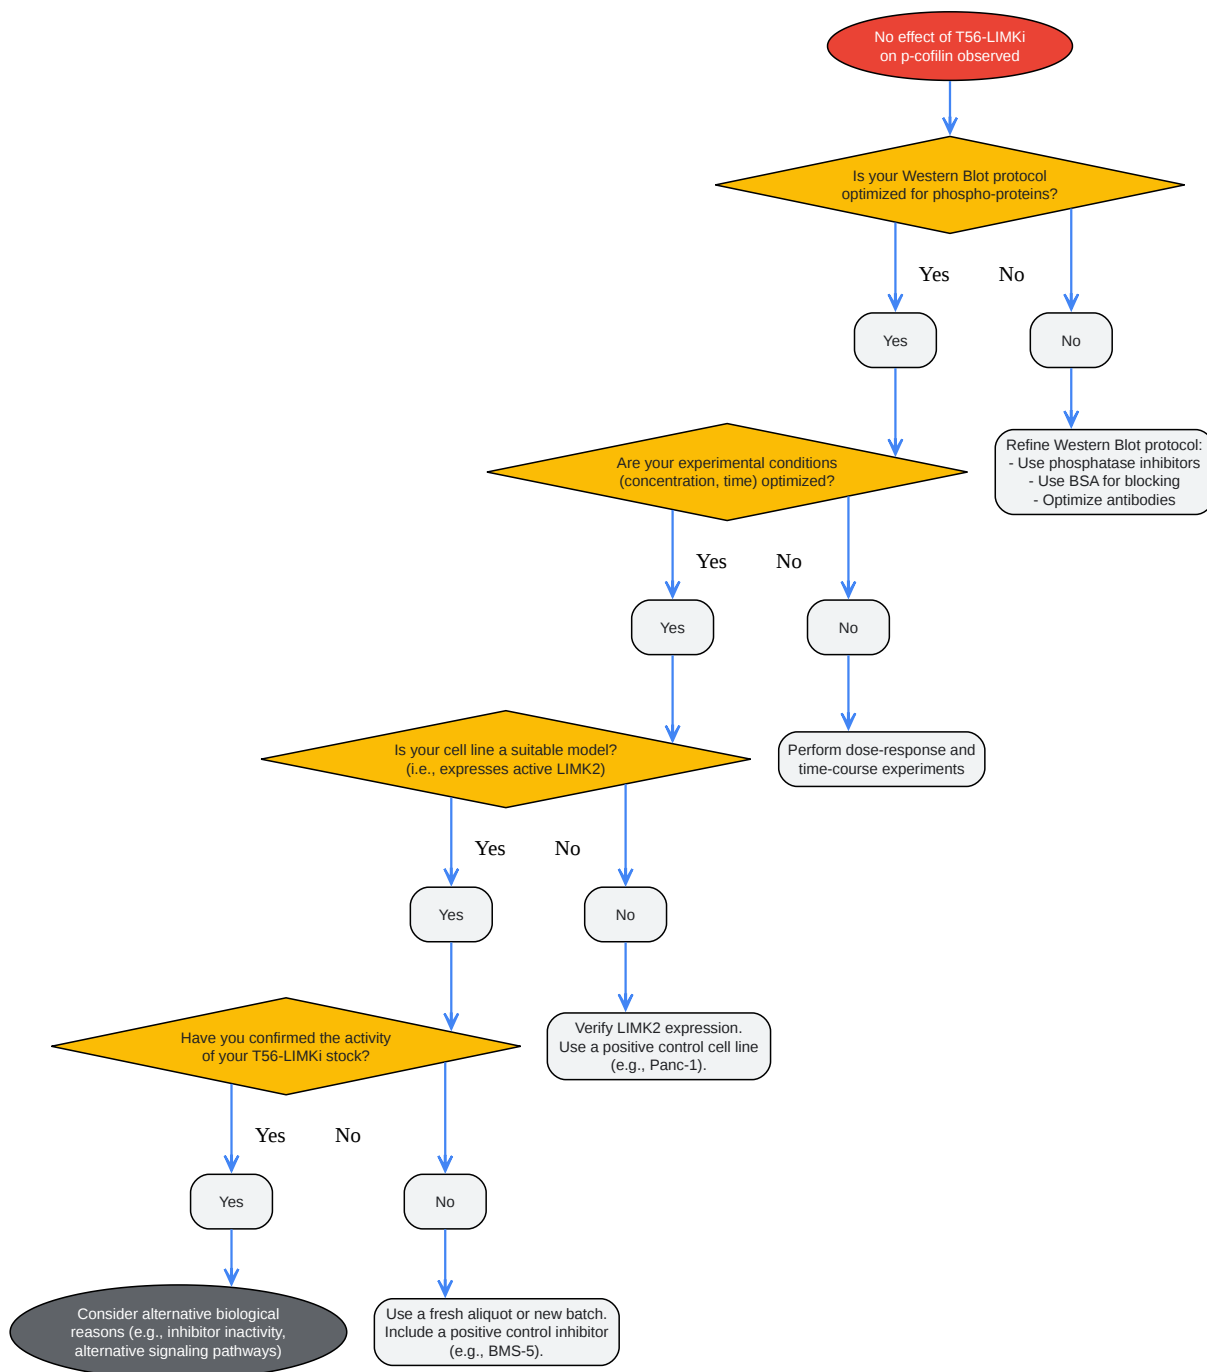 No effect of T56-LIMKi
on p-cofilin observed
Is your Western Blot protocol
optimized for phospho-proteins?
Yes
No
Yes
No
Are your experimental conditions
(concentration, time) optimized?
Refine Western Blot protocol:
- Use phosphatase inhibitors
- Use BSA for blocking
- Optimize antibodies
Yes
No
Yes
No
Is your cell line a suitable model?
(i.e., expresses active LIMK2)
Perform dose-response and
time-course experiments
Yes
No
Yes
No
Have you confirmed the activity
of your T56-LIMKi stock?
Verify LIMK2 expression.
Use a positive control cell line
(e.g., Panc-1).
Yes
No
Yes
No
Consider alternative biological
reasons (e.g., inhibitor inactivity,
alternative signaling pathways)
Use a fresh aliquot or new batch.
Include a positive control inhibitor
(e.g., BMS-5).